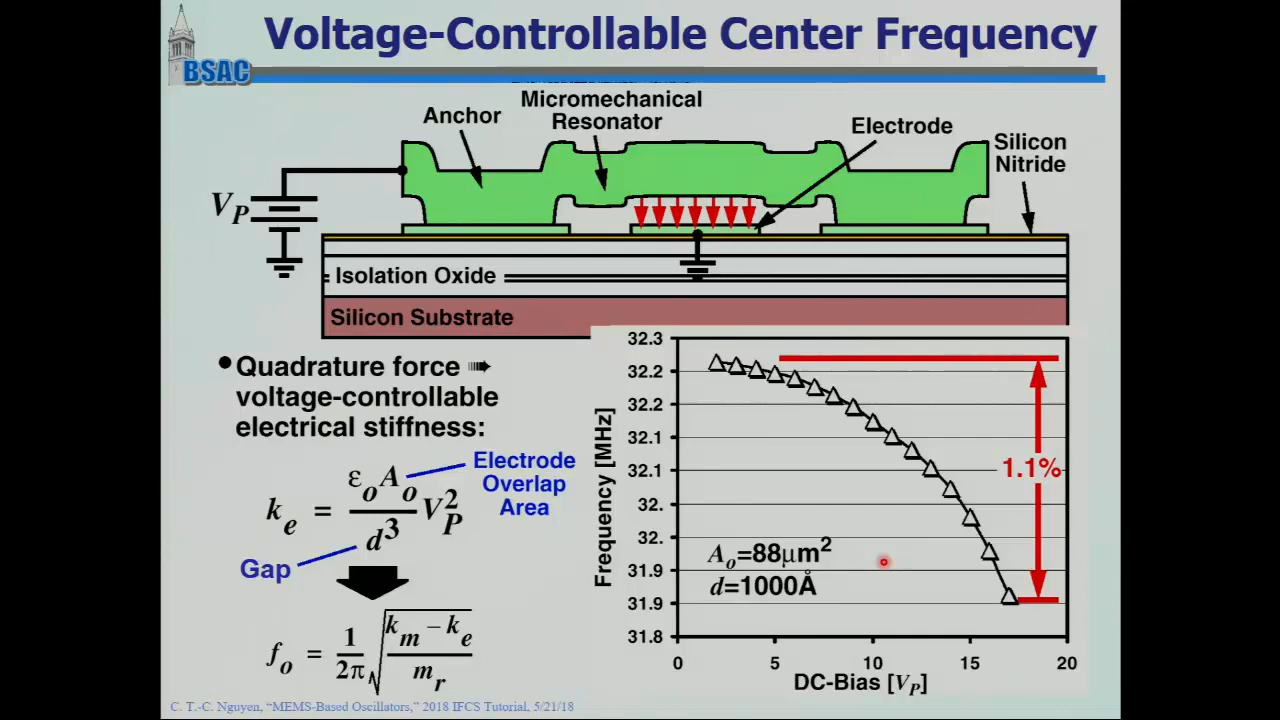 Voltage-Controllable Center Frequency
BSAC
Anchor
Micromechanical
Resonator
Electrode
Silicon
Nitride
V_P
Isolation Oxide
Silicon Substrate
Quadrature force ➠
voltage-controllable
electrical stiffness:
k_e = ε_o A_o / d^3 V_P^2
Electrode
Overlap
Area
Gap
f_o = 1/2π √ k_m – k_e / m_r
Frequency [MHz]
32.3
32.2
32.2
32.1
32.1
32.
32.
31.9
31.9
31.8
1.1%
A_o=88μm^2
d=1000Å
0 5 10 15 20
DC-Bias [V_P]
C. T.-C. Nguyen, “MEMS-Based Oscillators,” 2018 IFCS Tutorial, 5/21/18